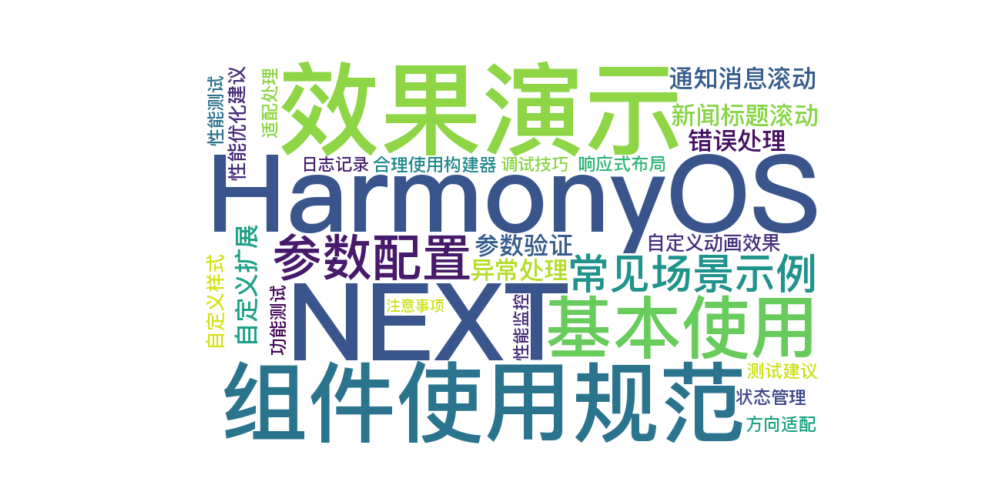 效果演示
通知消息滚动
新闻标题滚动
错误处理
性能测试
性能优化建议
适配处理
日志记录
合理使用构建器
调试技巧
响应式布局
HarmonyOS
参数配置
参数验证
自定义动画效果
异常处理
常见场景示例
自定义样式
自定义扩展
功能测试
NEXT
注意事项
性能监控
基本使用
组件使用规范
测试建议
状态管理
方向适配